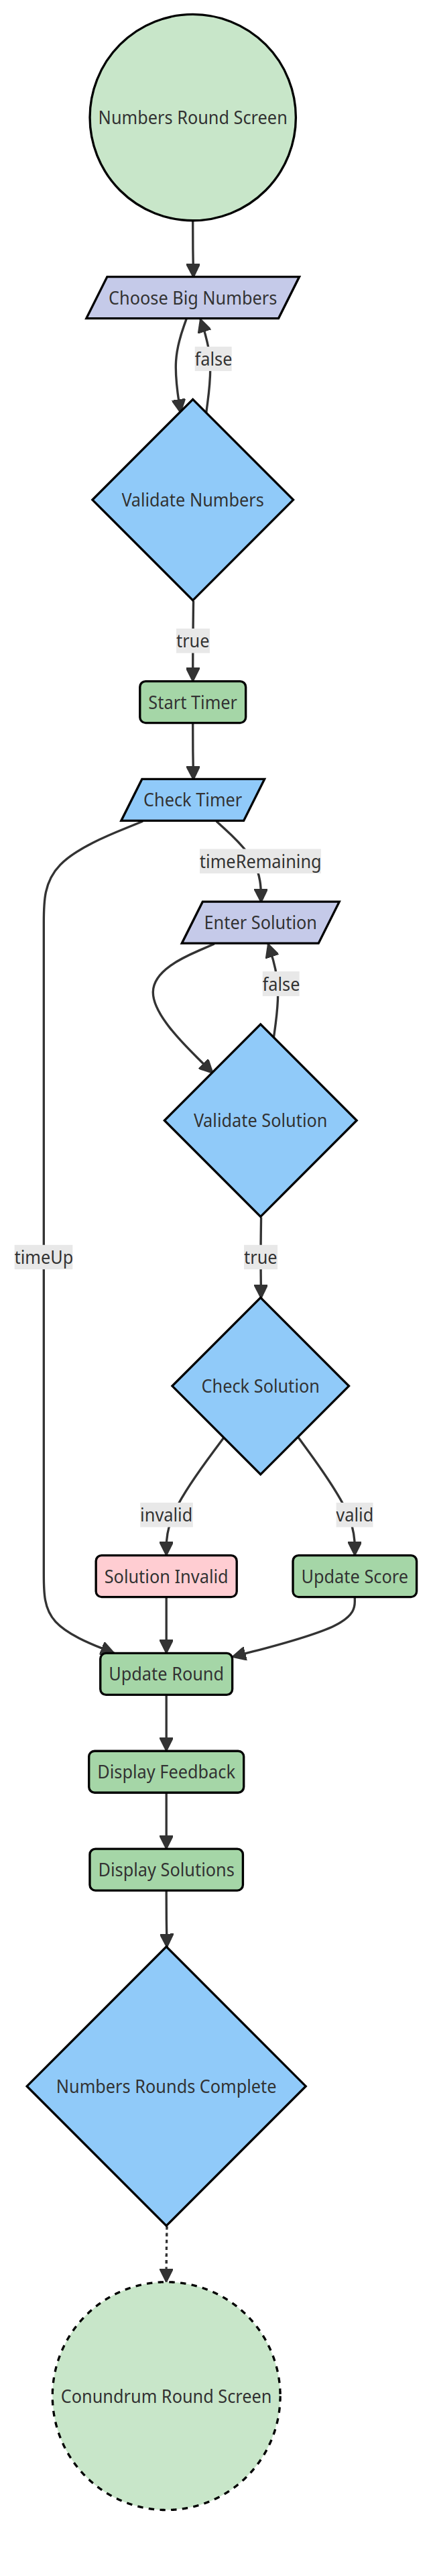 Numbers Round Screen
Choose Big Numbers
false
Validate Numbers
true
Start Timer
Check Timer
timeRemaining
Enter Solution
false
Validate Solution
timeUp
true
Check Solution
invalid
valid
Solution Invalid
Update Score
Update Round
Display Feedback
Display Solutions
Numbers Rounds Complete
Conundrum Round Screen